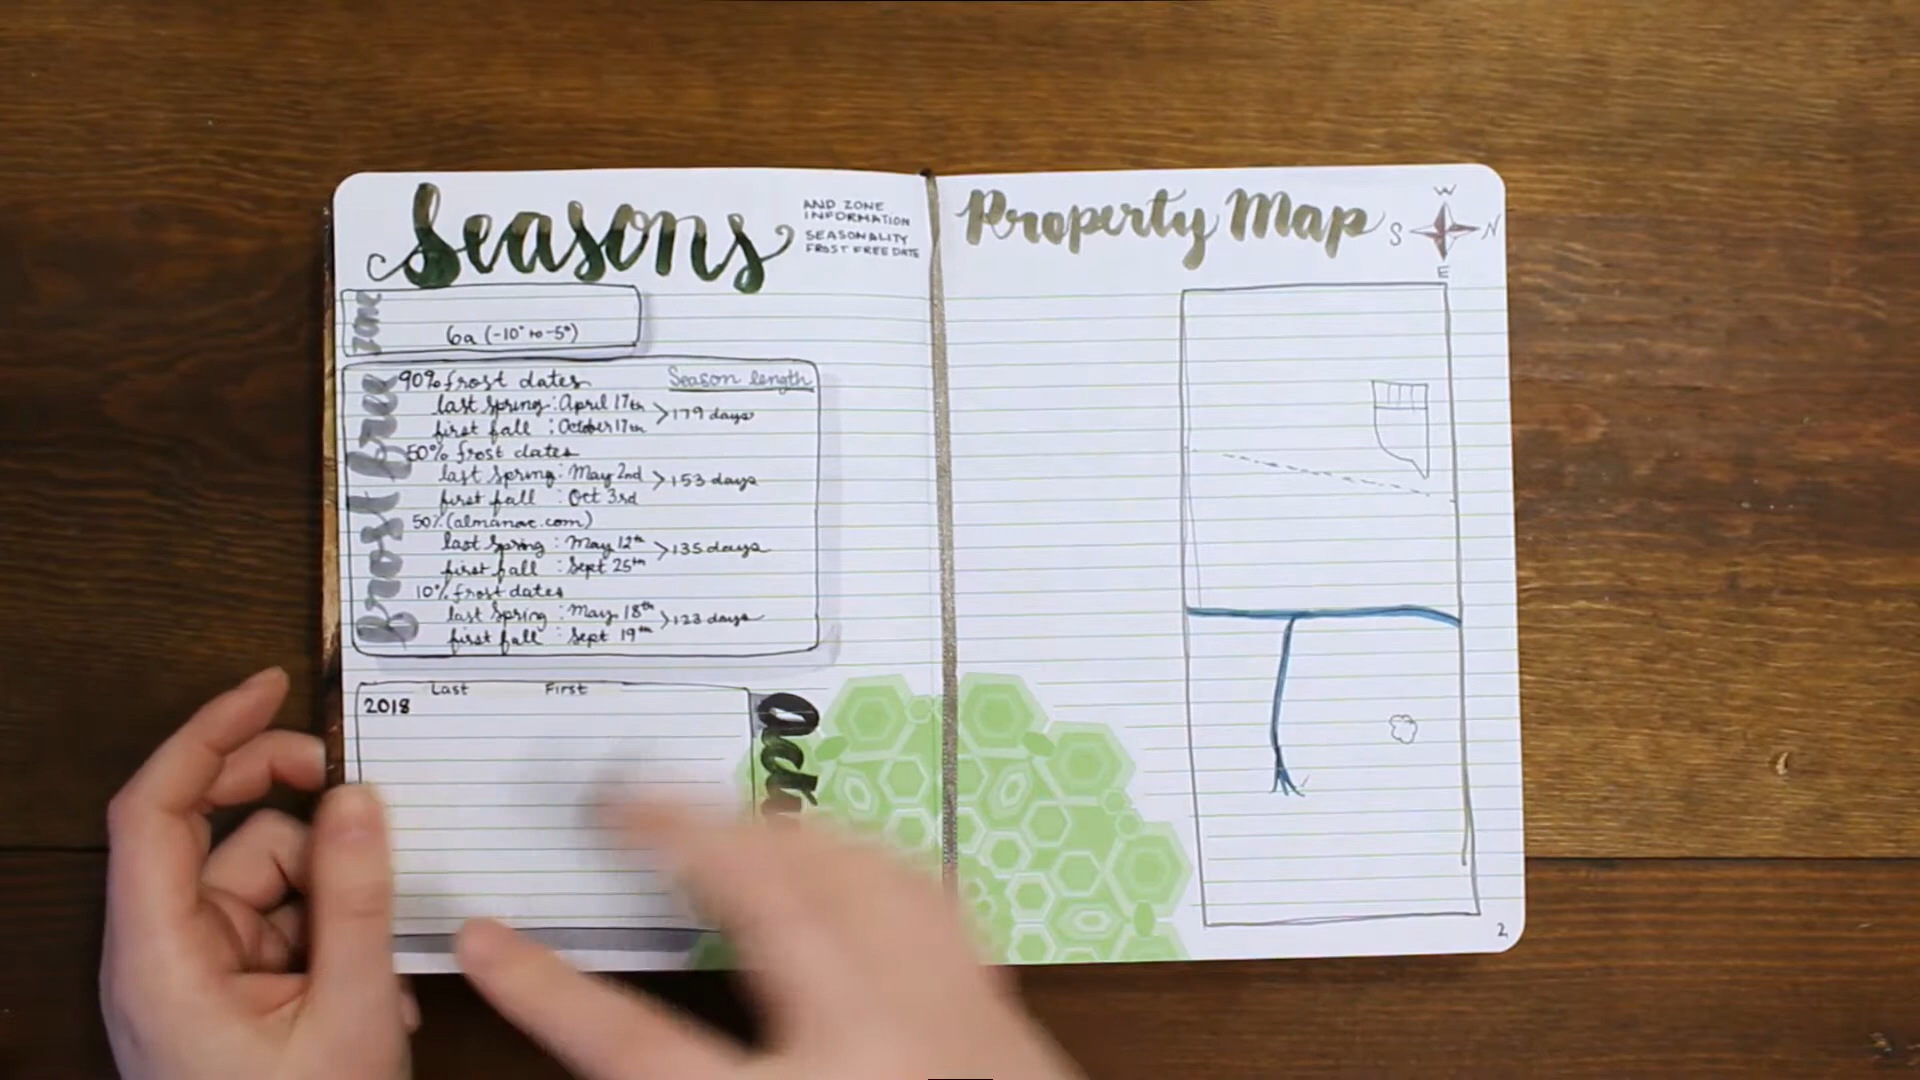 Seasons
AND ZONE
INFORMATION
SEASONALITY
FROST FREE DATE
zone
6a (-10° to -5°)
frost free
90% frost dates
Season length
last spring: April 17th
>179 days
first fall : October 17th
50% frost dates
last spring: May 2nd
>153 days
first fall : Oct 3rd
50% (almanac.com)
last spring : May 12th
>135 days
first fall : Sept 25th
10% frost dates
last spring : May 18th
>123 days
first fall : Sept 19th
Last First
2018
Property Map
W
S N
E
2